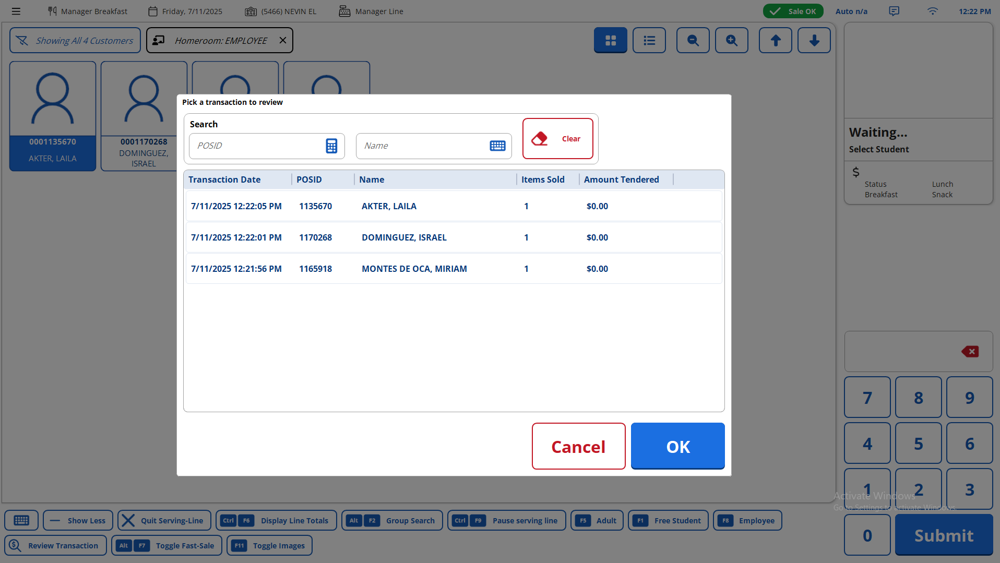 Manager Breakfast
Friday, 7/11/2025
(5466) NEVIN EL
Manager Line
Sale OK
Auto n/a
12:22 PM
Showing All 4 Customers
Homeroom: EMPLOYEE
0001135670
AKTER, LAILA
0001170268
DOMINGUEZ,
ISRAEL
Pick a transaction to review
Search
POSID
Name
Clear
Transaction Date POSID Name Items Sold Amount Tendered
7/11/2025 12:22:05 PM 1135670 AKTER, LAILA 1 $0.00
7/11/2025 12:22:01 PM 1170268 DOMINGUEZ, ISRAEL 1 $0.00
7/11/2025 12:21:56 PM 1165918 MONTES DE OCA, MIRIAM 1 $0.00
Cancel
OK
Waiting...
Select Student
$
Status Lunch
Breakfast Snack
7 8 9
4 5 6
1 2 3
0 Submit
Activate Windows
Go to Settings to activate Windows.
Show Less
Quit Serving-Line
Ctrl F6 Display Line Totals
Alt F2 Group Search
Ctrl F9 Pause serving line
F5 Adult
F1 Free Student
F8 Employee
Review Transaction
Alt F7 Toggle Fast-Sale
F11 Toggle Images